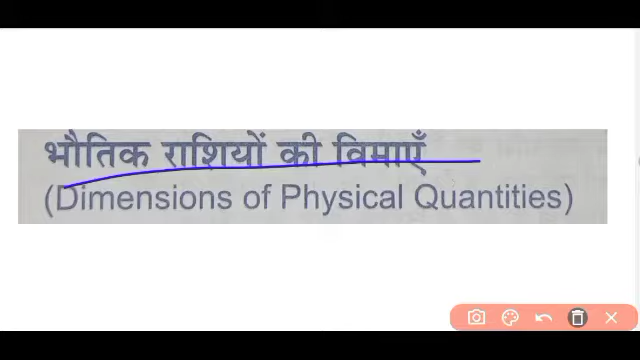 भौतिक राशियों की विमाएँ
(Dimensions of Physical Quantities)